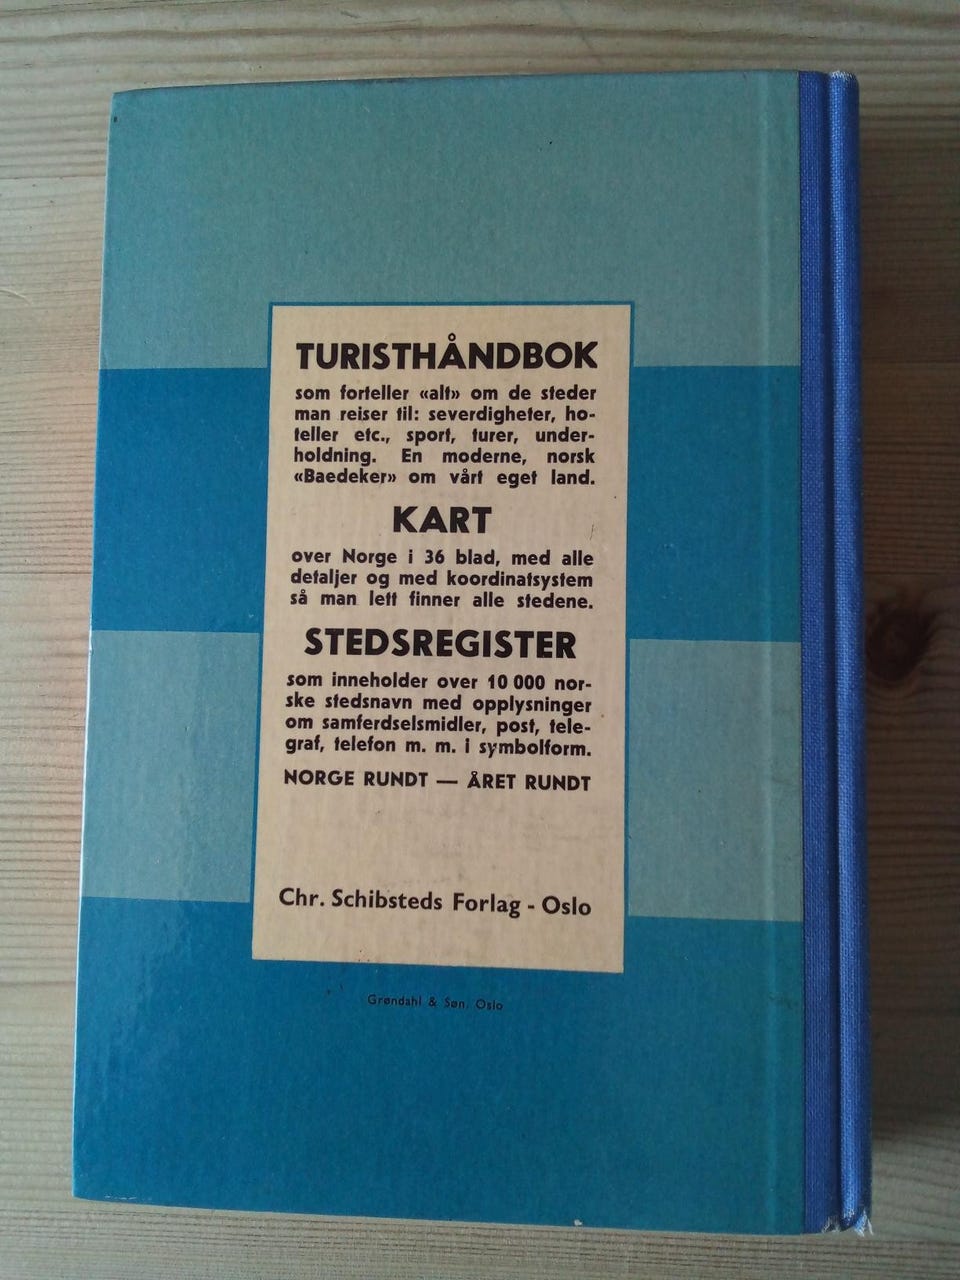 TURISTHÅNDBOK
som forteller «alt» om de steder
man reiser til: severdigheter, ho-
teller etc., sport, turer, under-
holdning. En moderne, norsk
«Baedeker» om vårt eget land.
KART
over Norge i 36 blad, med alle
detaljer og med koordinatsystem
så man lett finner alle stedene.
STEDSREGISTER
som inneholder over 10 000 nor-
ske stedsnavn med opplysninger
om samferdselsmidler, post, tele-
graf, telefon m. m. i symbolform.
NORGE RUNDT — ÅRET RUNDT
Chr. Schibsteds Forlag - Oslo
Grøndahl & Søn, Oslo